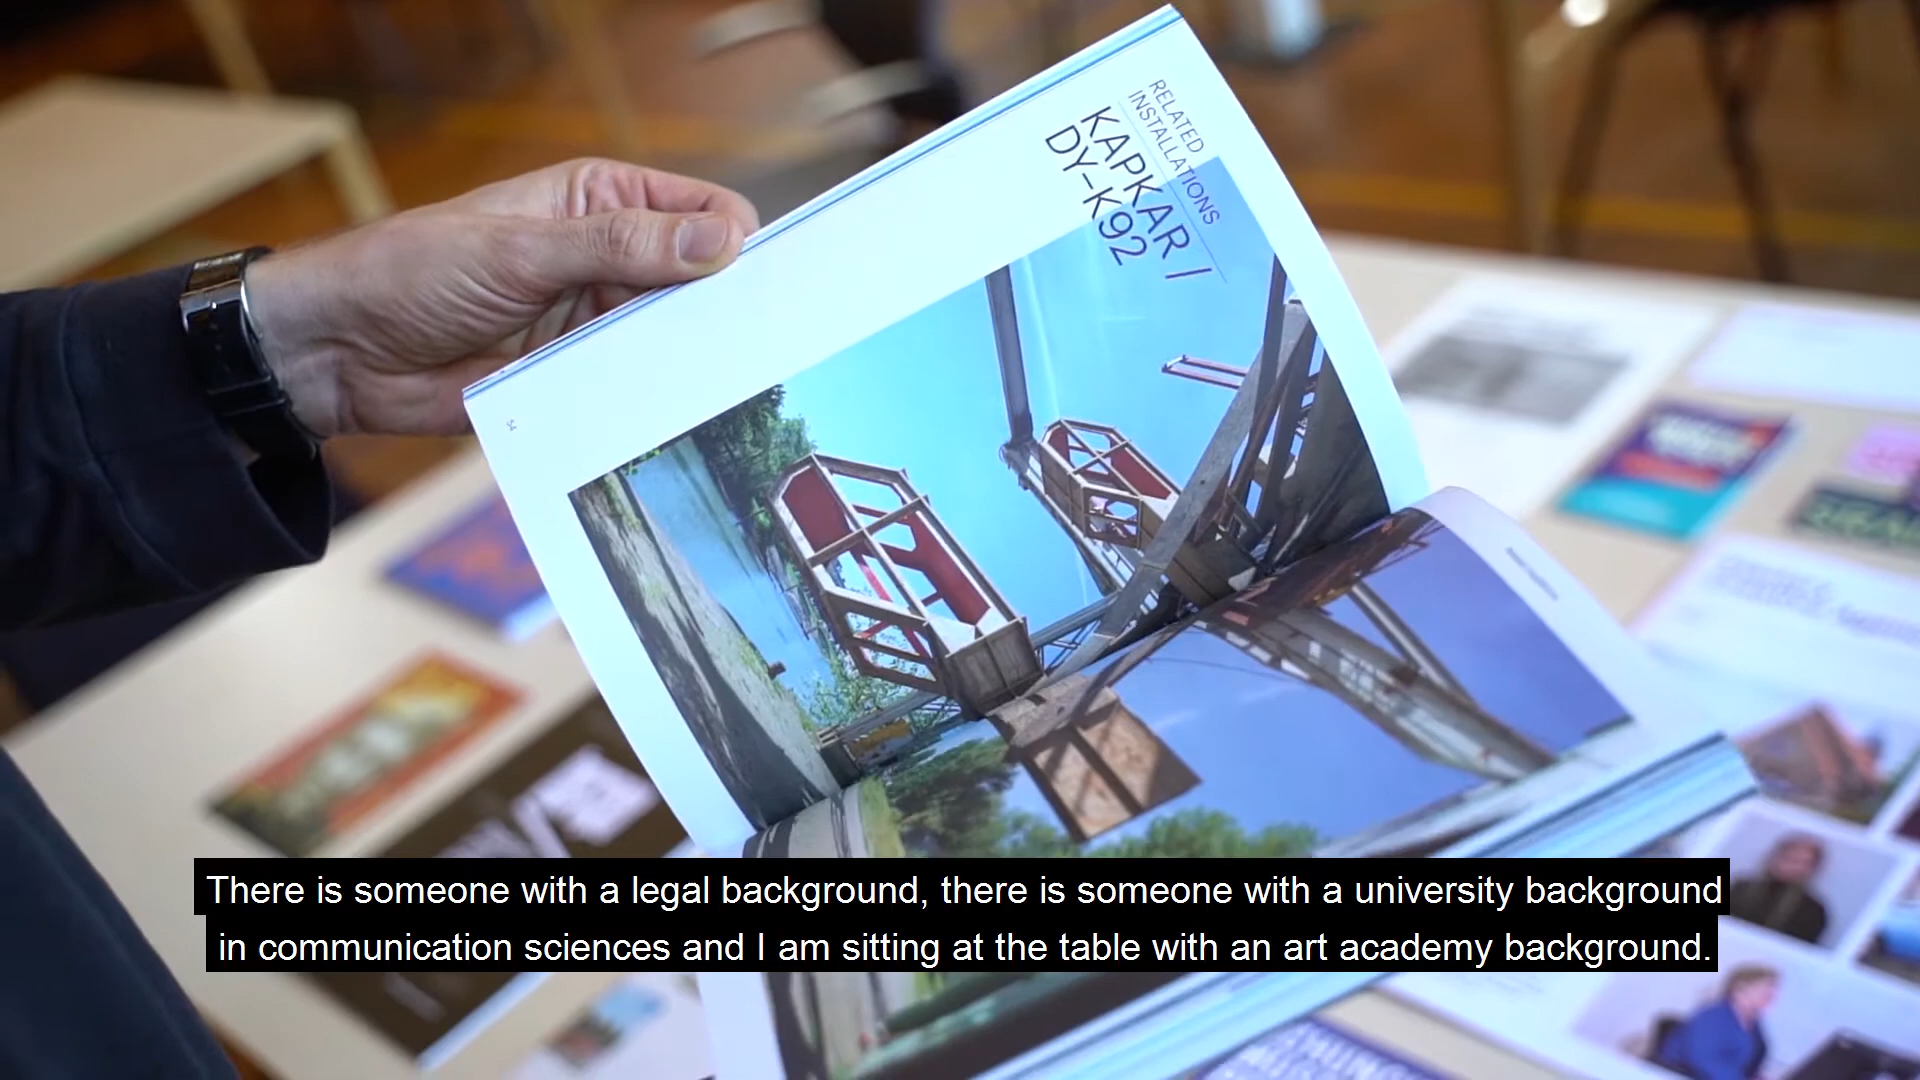 RELATED
INSTALLATIONS
KAPKAR /
DY-K92
54
There is someone with a legal background, there is someone with a university background
in communication sciences and I am sitting at the table with an art academy background.